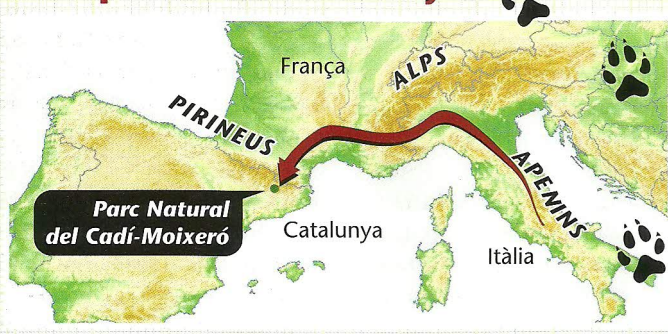 França
ALPS
PIRINEUS
APENINS
Parc Natural
del Cadí-Moixeró
Catalunya
Itàlia